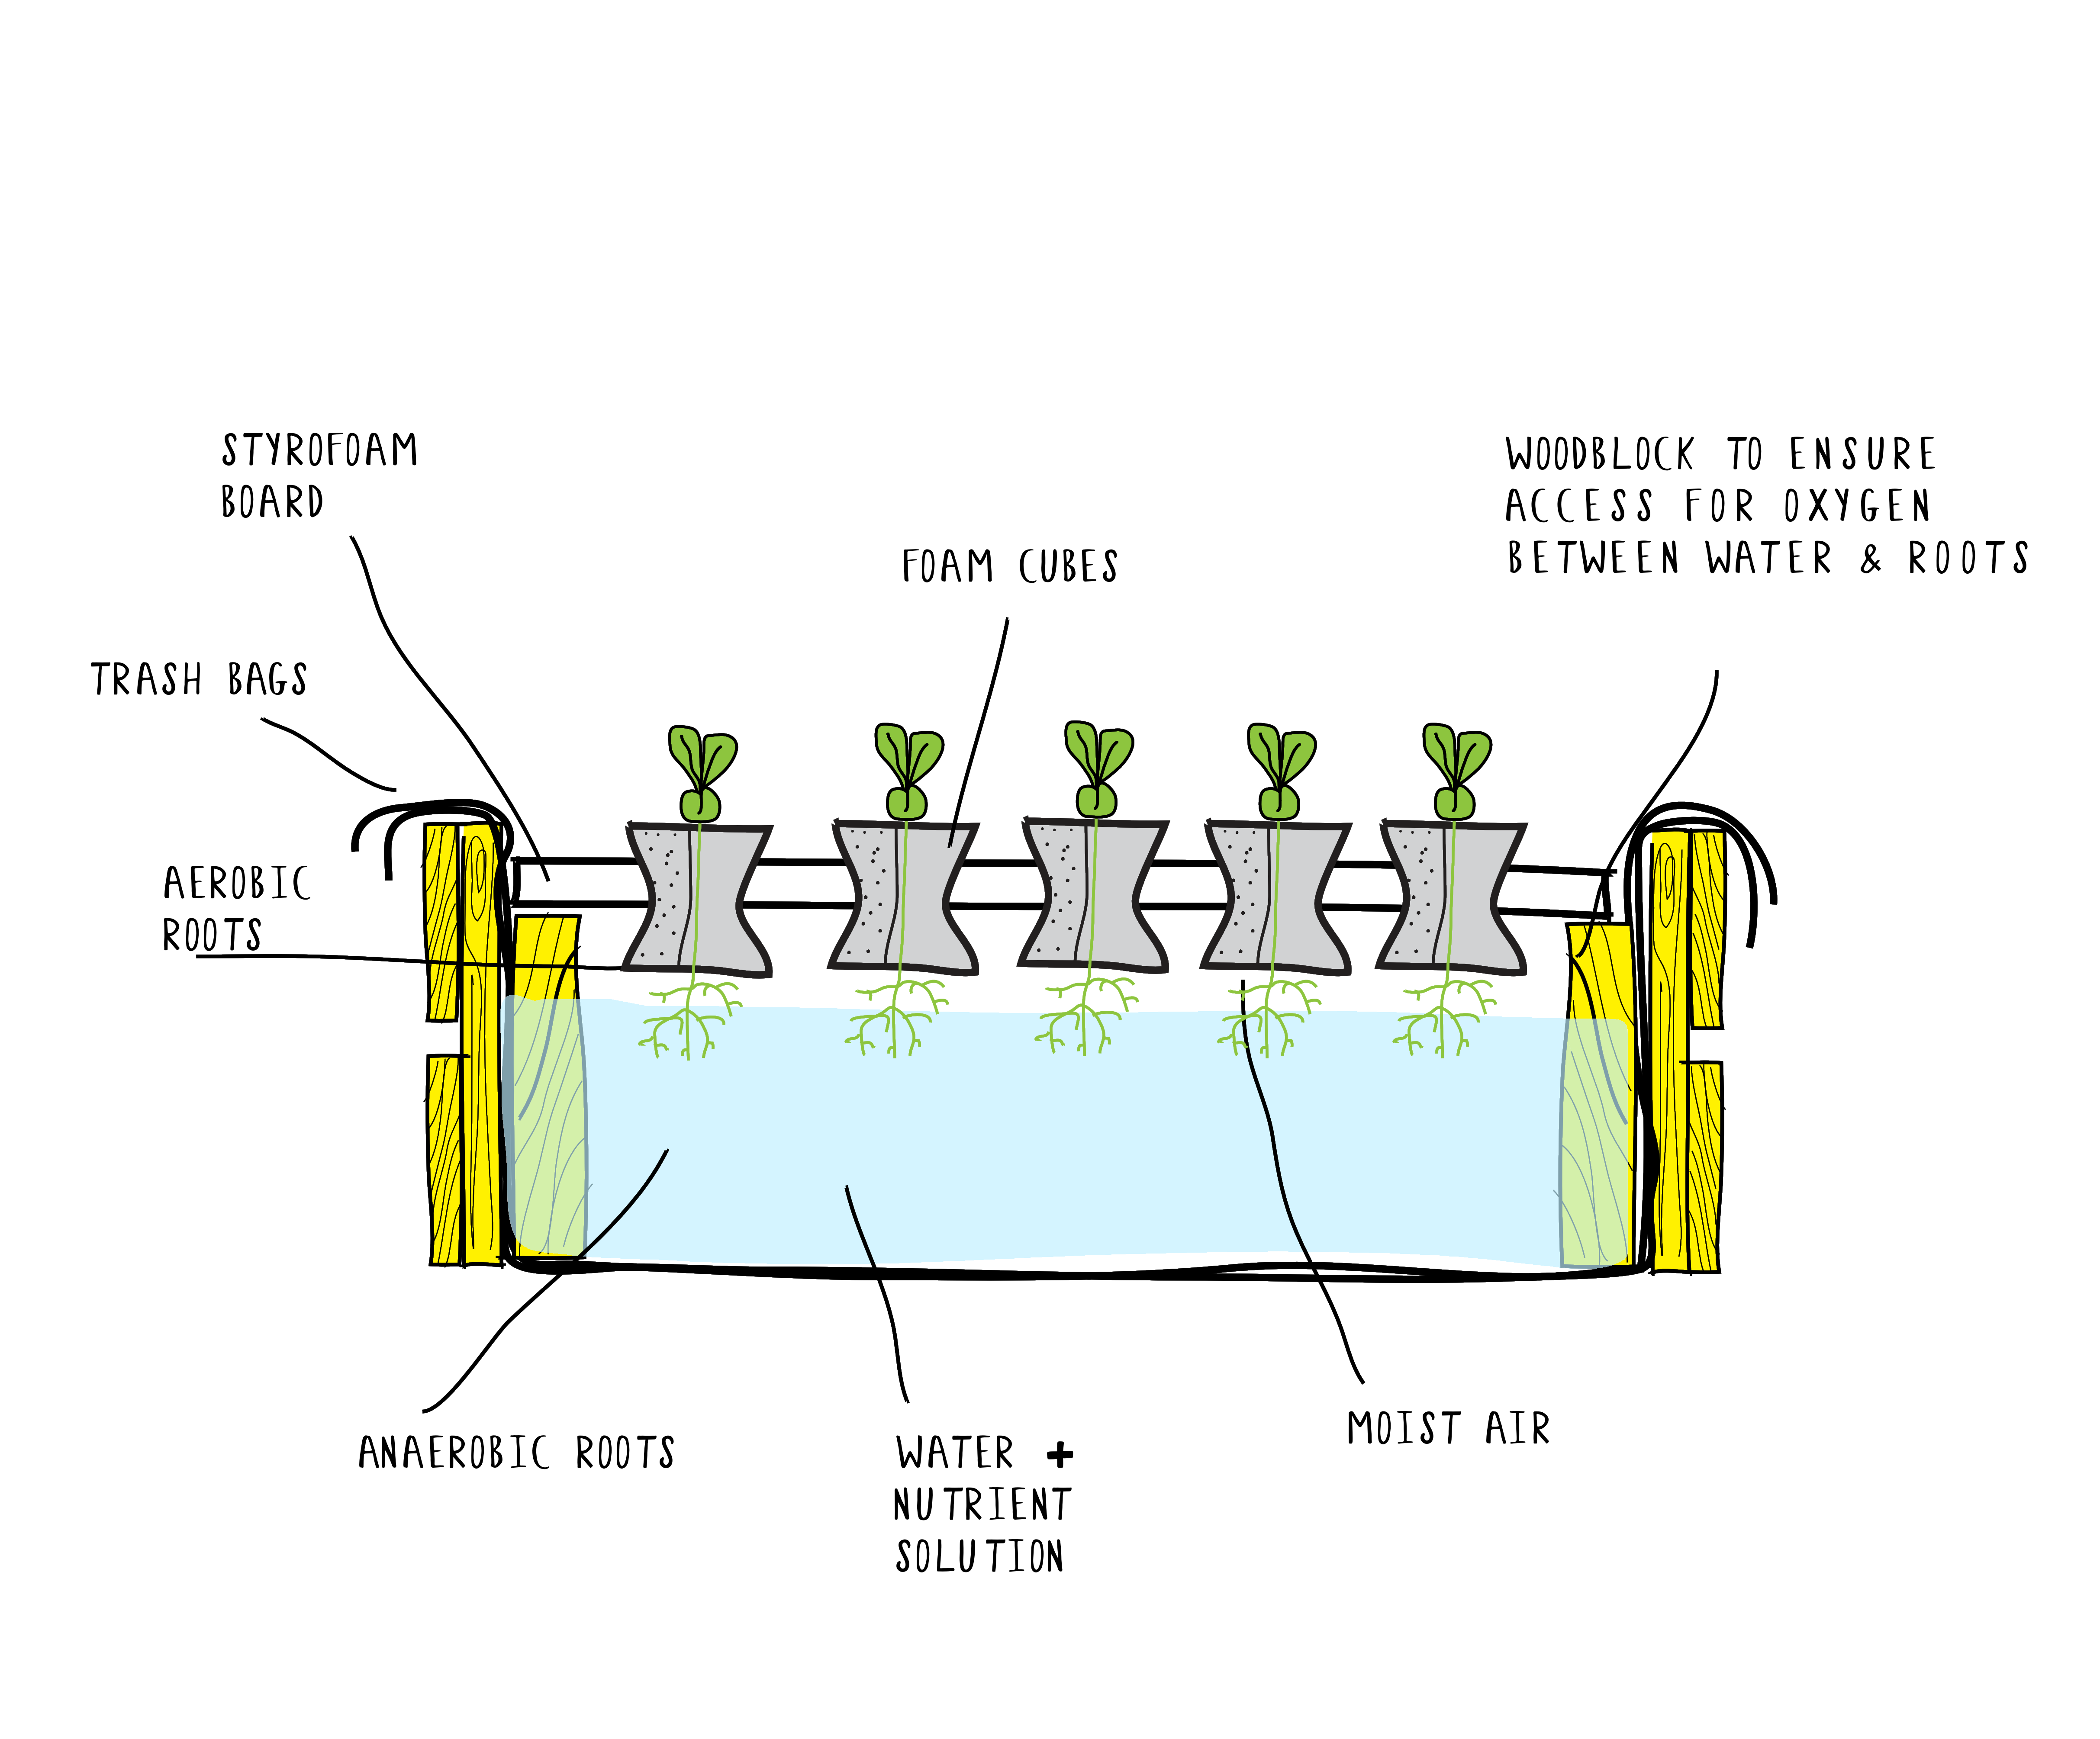 STYROFOAM
BOARD
WOODBLOCK TO ENSURE
ACCESS FOR OXYGEN
BETWEEN WATER & ROOTS
FOAM CUBES
TRASH BAGS
AEROBIC
ROOTS
ANAEROBIC ROOTS
WATER +
NUTRIENT
SOLUTION
MOIST AIR